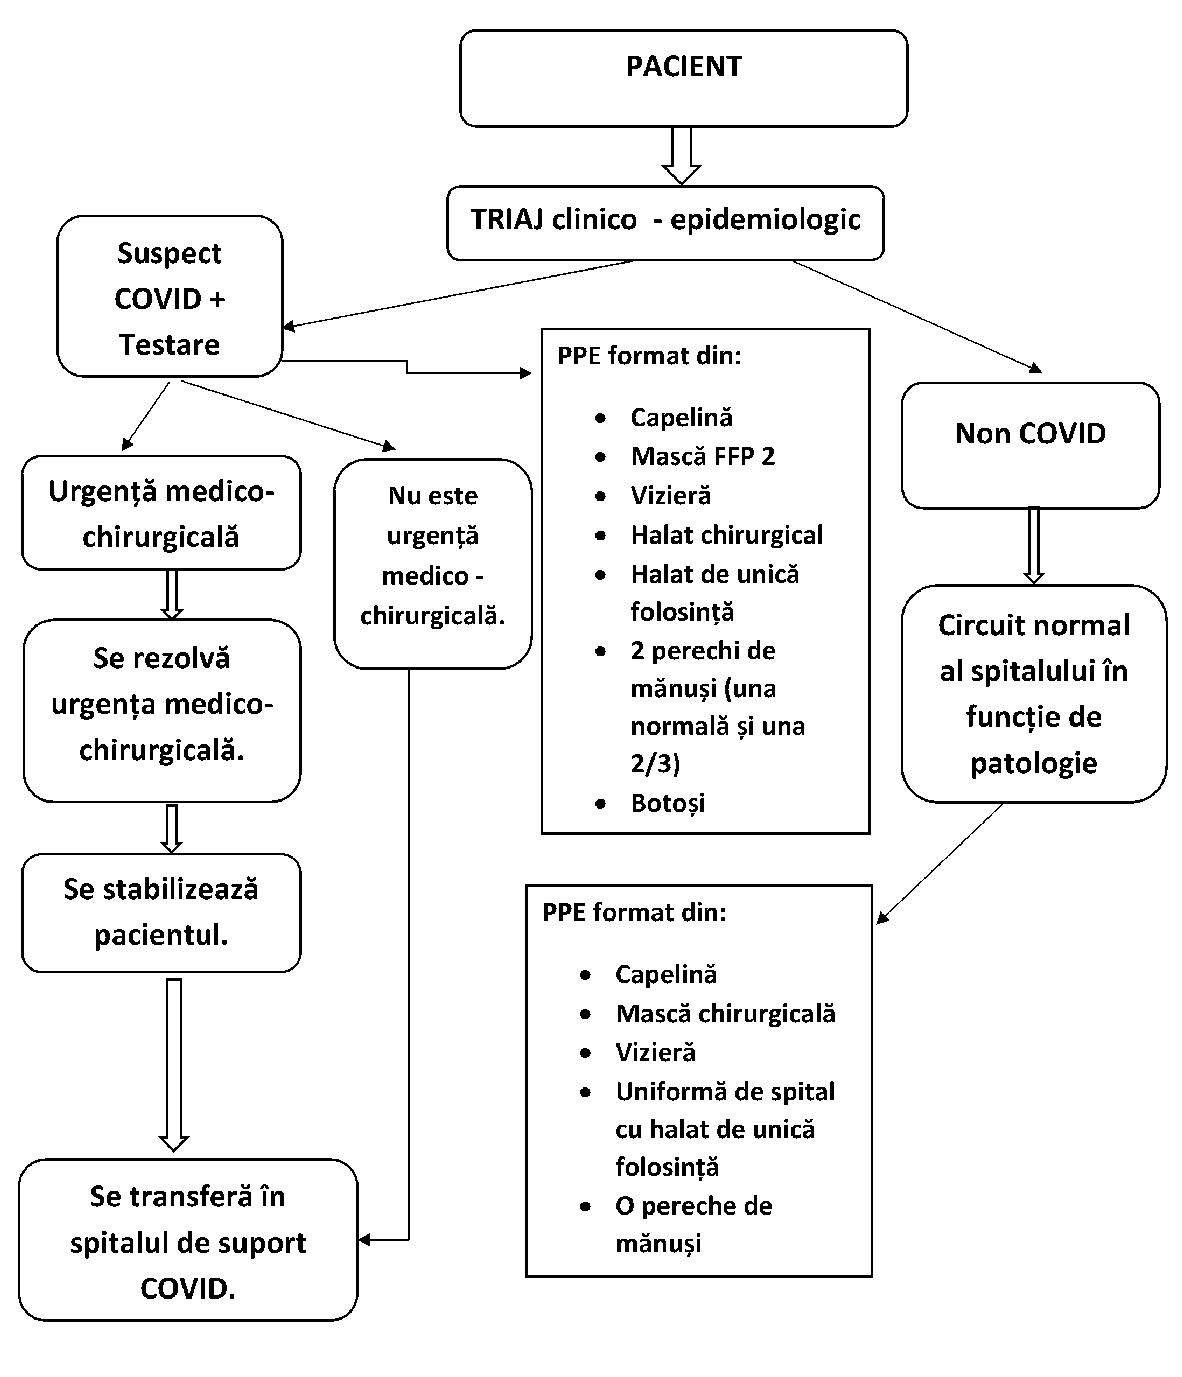 PACIENT
TRIAJ clinico - epidemiologic
Suspect
COVID +
Testare
Urgență medico-
chirurgicală
Se rezolvă
urgența medico-
chirurgicală.
Se stabilizează
pacientul.
Se transferă în
spitalul de suport
COVID.
Nu este
urgență
medico -
chirurgicală.
PPE format din:
• Capelină
• Mască FFP 2
• Vizieră
• Halat chirurgical
• Halat de unică
folosință
• 2 perechi de
mănuși (una
normală și una
2/3)
• Botoși
Non COVID
Circuit normal
al spitalului în
funcție de
patologie
PPE format din:
• Capelină
• Mască chirurgicală
• Vizieră
• Uniformă de spital
cu halat de unică
folosință
• O pereche de
mănuși